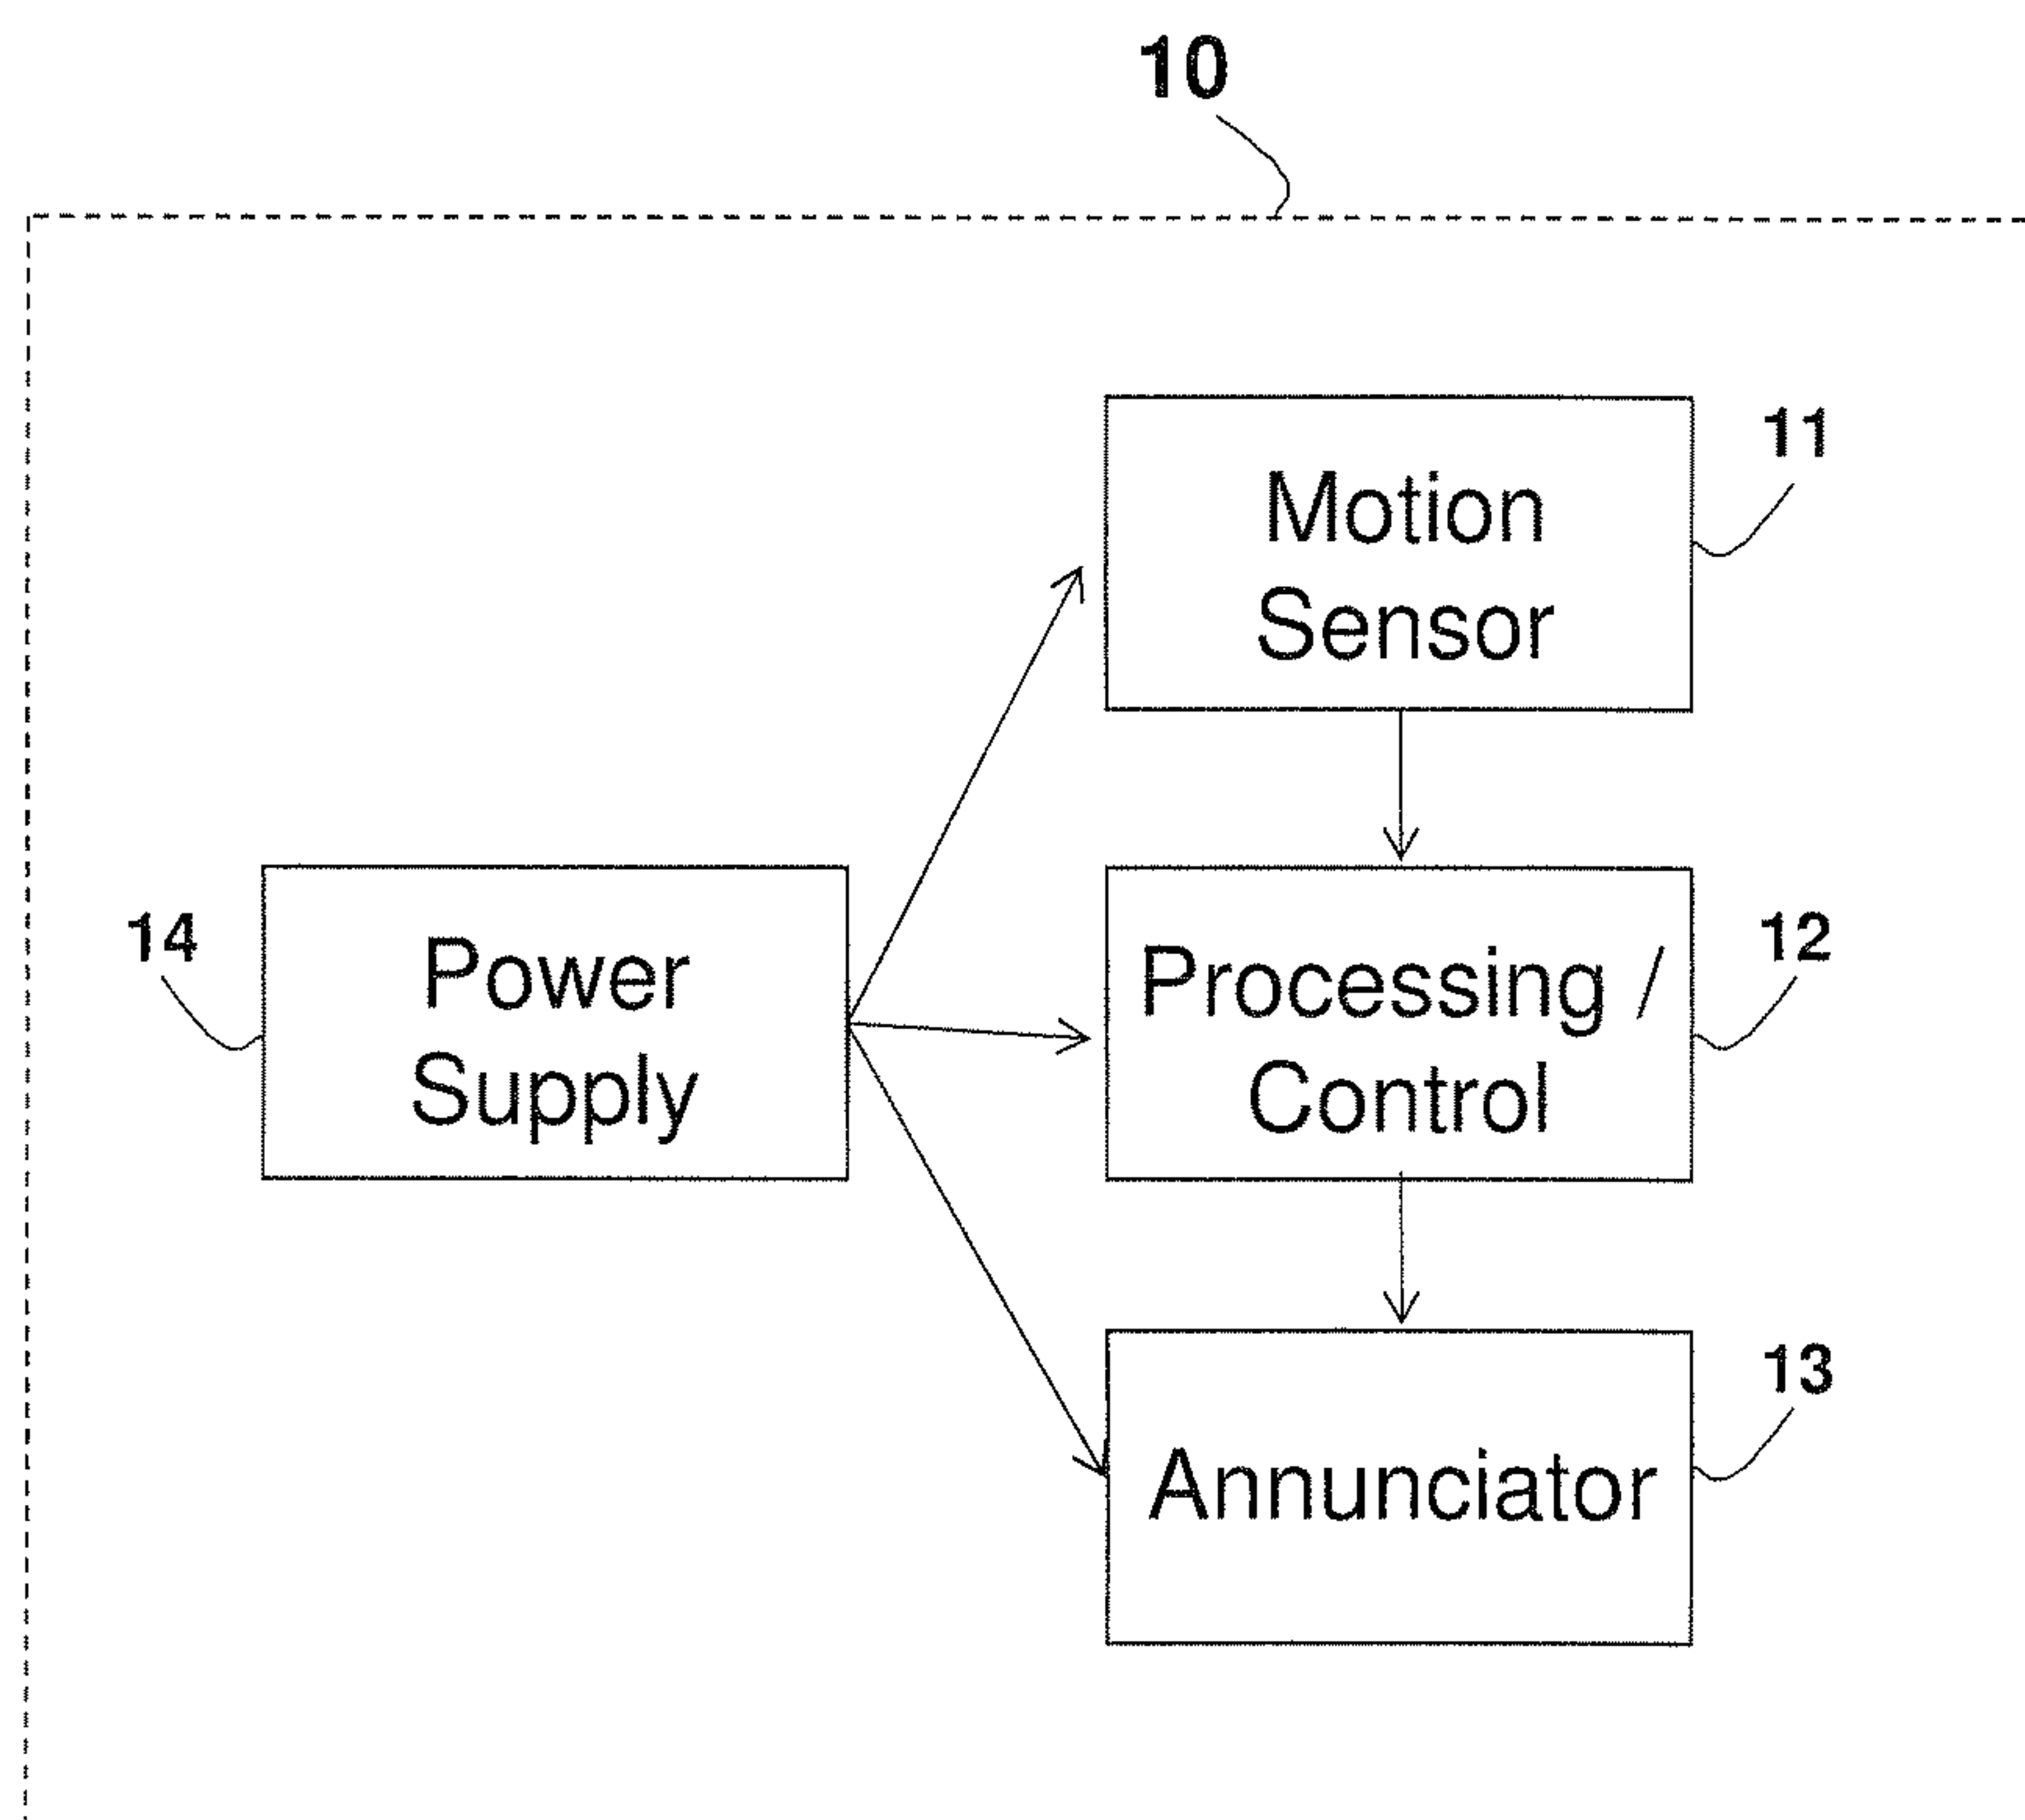 10
Motion
Sensor
11
14
Power
Supply
Processing /
Control
12
Annunciator
13